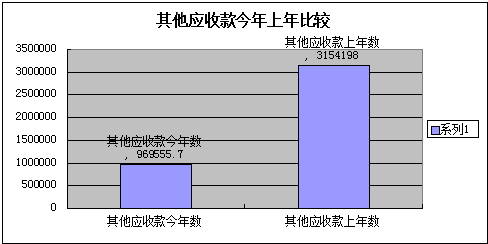 其他应收款今年上年比较
3500000
3000000
2500000
2000000
1500000
1000000
500000
0
其他应收款上年数
, 3154198
其他应收款今年数
, 969555.7
其他应收款今年数
其他应收款上年数
系列1